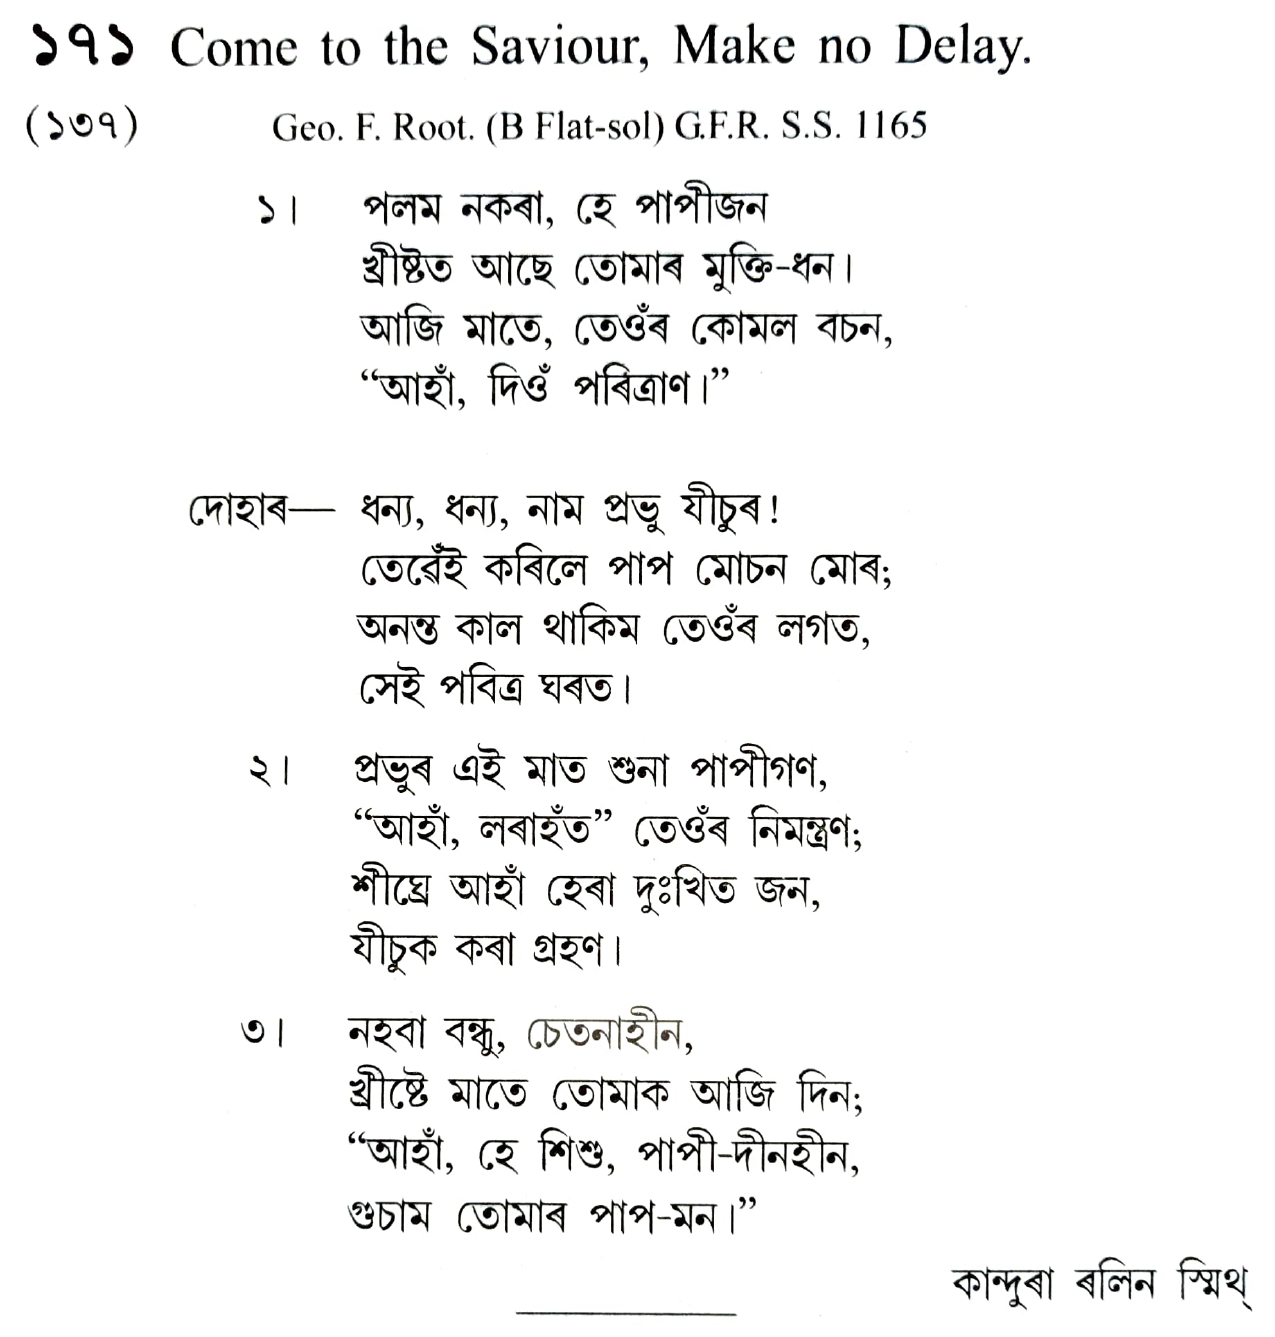 ১৭১ Come to the Saviour, Make no Delay.
(১৩৭) Geo. F. Root. (B Flat-sol) G.F.R. S.S. 1165
১। পলম নকৰা, হে পাপীজন
খ্ৰীষ্টত আছে তোমাৰ মুক্তি-ধন।
আজি মাতে, তেওঁৰ কোমল বচন,
“আহাঁ, দিওঁ পৰিত্ৰাণ।”
দোহাৰ— ধন্য, ধন্য, নাম প্ৰভু যীচুৰ!
তেৱেঁই কৰিলে পাপ মোচন মোৰ;
অনন্ত কাল থাকিম তেওঁৰ লগত,
সেই পবিত্ৰ ঘৰত।
২। প্ৰভুৰ এই মাত শুনা পাপীগণ,
“আহাঁ, লৰাহঁত” তেওঁৰ নিমন্ত্ৰণ;
শীঘ্ৰে আহাঁ হেৰা দুঃখিত জন,
যীচুক কৰা গ্ৰহণ।
৩। নহবা বন্ধু, চেতনাহীন,
খ্ৰীষ্টে মাতে তোমাক আজি দিন;
“আহাঁ, হে শিশু, পাপী-দীনহীন,
গুচাম তোমাৰ পাপ-মন।”
কান্দুৰা ৰলিন স্মিথ্